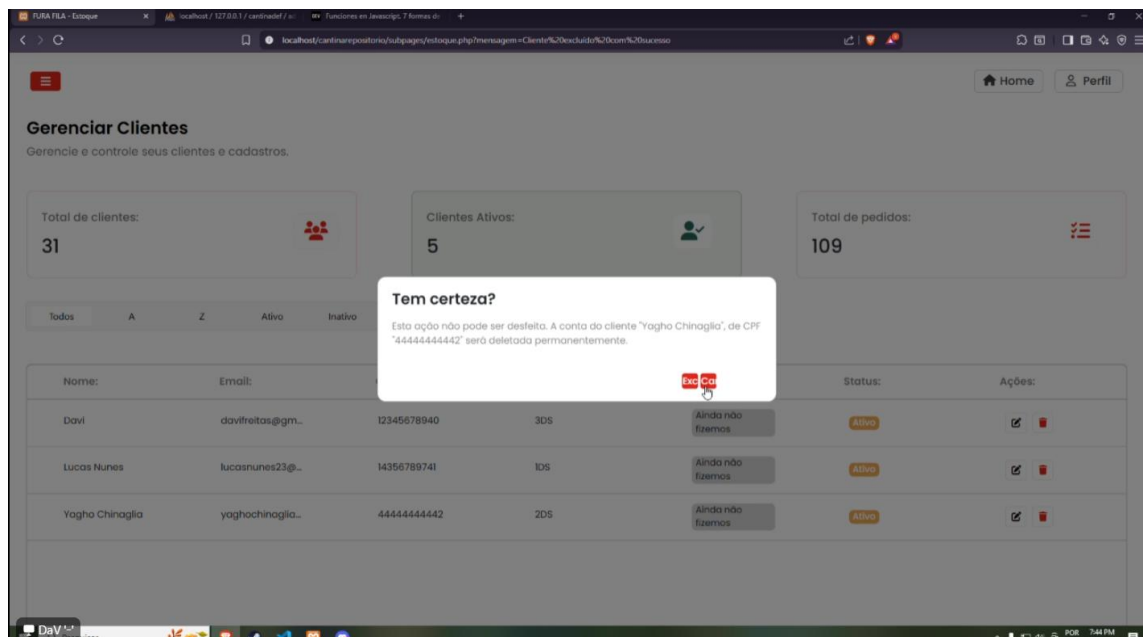 FURA FILA - Estoque
localhost / 127.0.0.1 / cantinadef /
Funciones en Javascript. 7 formas de
localhost/cantinarepositorio/subpages/estoque.php?mensagem=Cliente%20excluído%20com%20sucesso
Home
Perfil
Gerenciar Clientes
Gerencie e controle seus clientes e cadastros.
Total de clientes:
31
Clientes Ativos:
5
Total de pedidos:
109
Todos A Z Ativo Inativo
Tem certeza?
Esta ação não pode ser desfeita. A conta do cliente "Yagho Chinaglia", de CPF
"44444444442" será deletada permanentemente.
Exc Ca
Nome: Email: Status: Ações:
Davi davifreitas@gm... 12345678940 3DS Ainda não
fizemos Ativo
Lucas Nunes lucasnunes23@... 14356789741 1DS Ainda não
fizemos Ativo
Yagho Chinaglia yaghochinaglia... 44444444442 2DS Ainda não
fizemos Ativo
DaV '-'
POR 7:44 PM